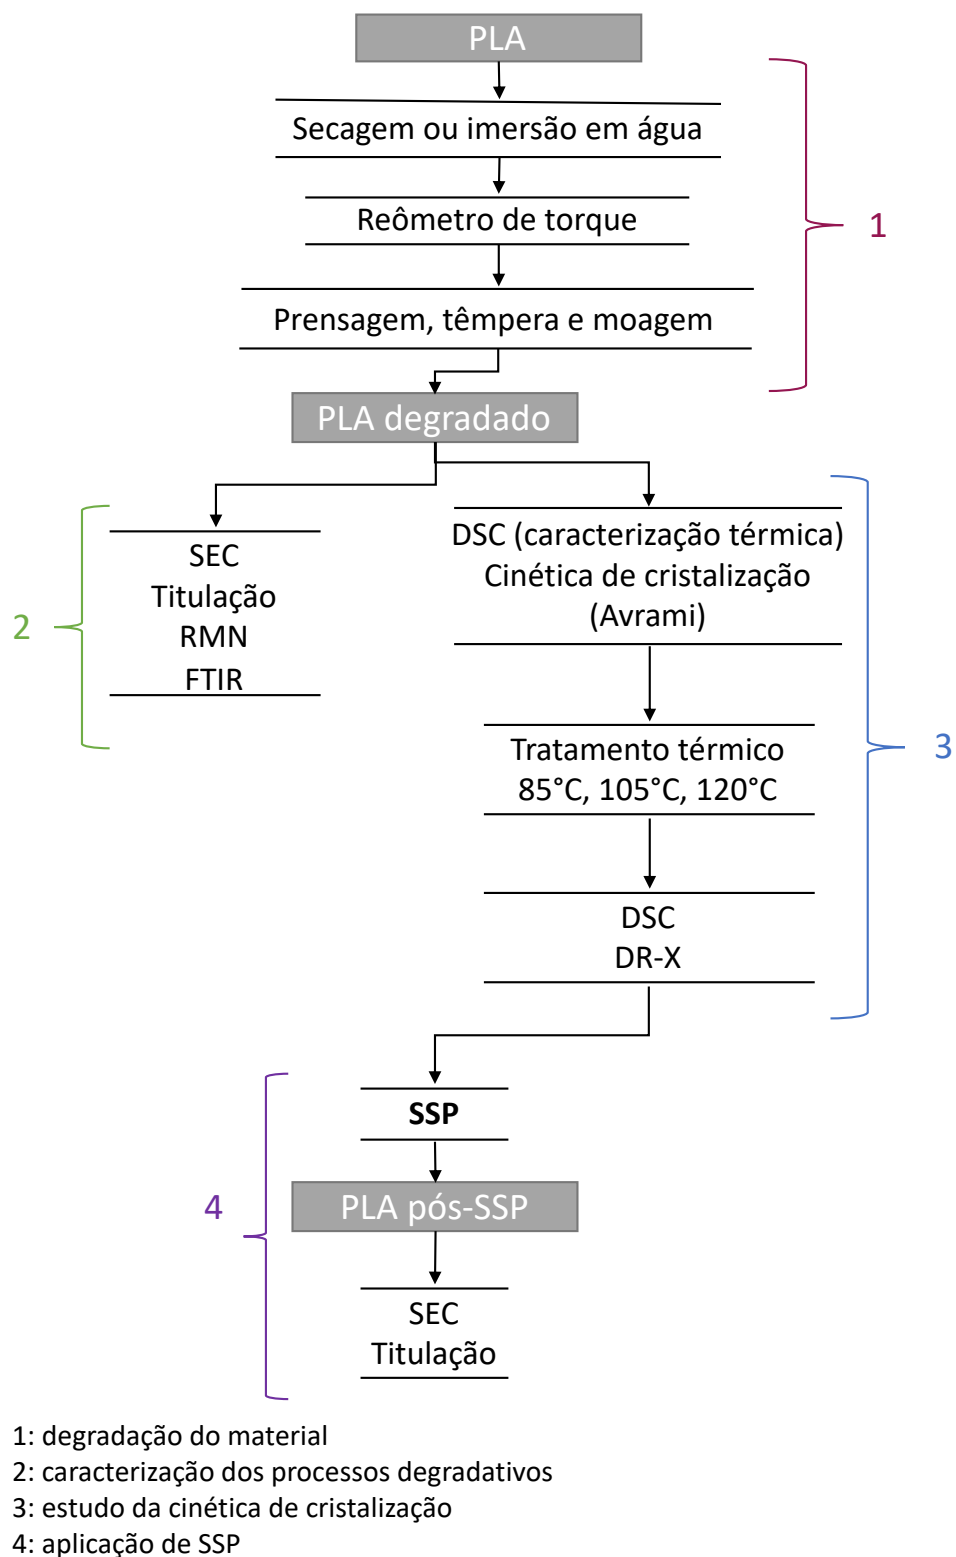 PLA
Secagem ou imersão em água
Reômetro de torque
Prensagem, têmpera e moagem
1
PLA degradado
SEC
Titulação
RMN
FTIR
2
DSC (caracterização térmica)
Cinética de cristalização
(Avrami)
Tratamento térmico
85°C, 105°C, 120°C
DSC
DR-X
3
SSP
PLA pós-SSP
SEC
Titulação
4
1: degradação do material
2: caracterização dos processos degradativos
3: estudo da cinética de cristalização
4: aplicação de SSP